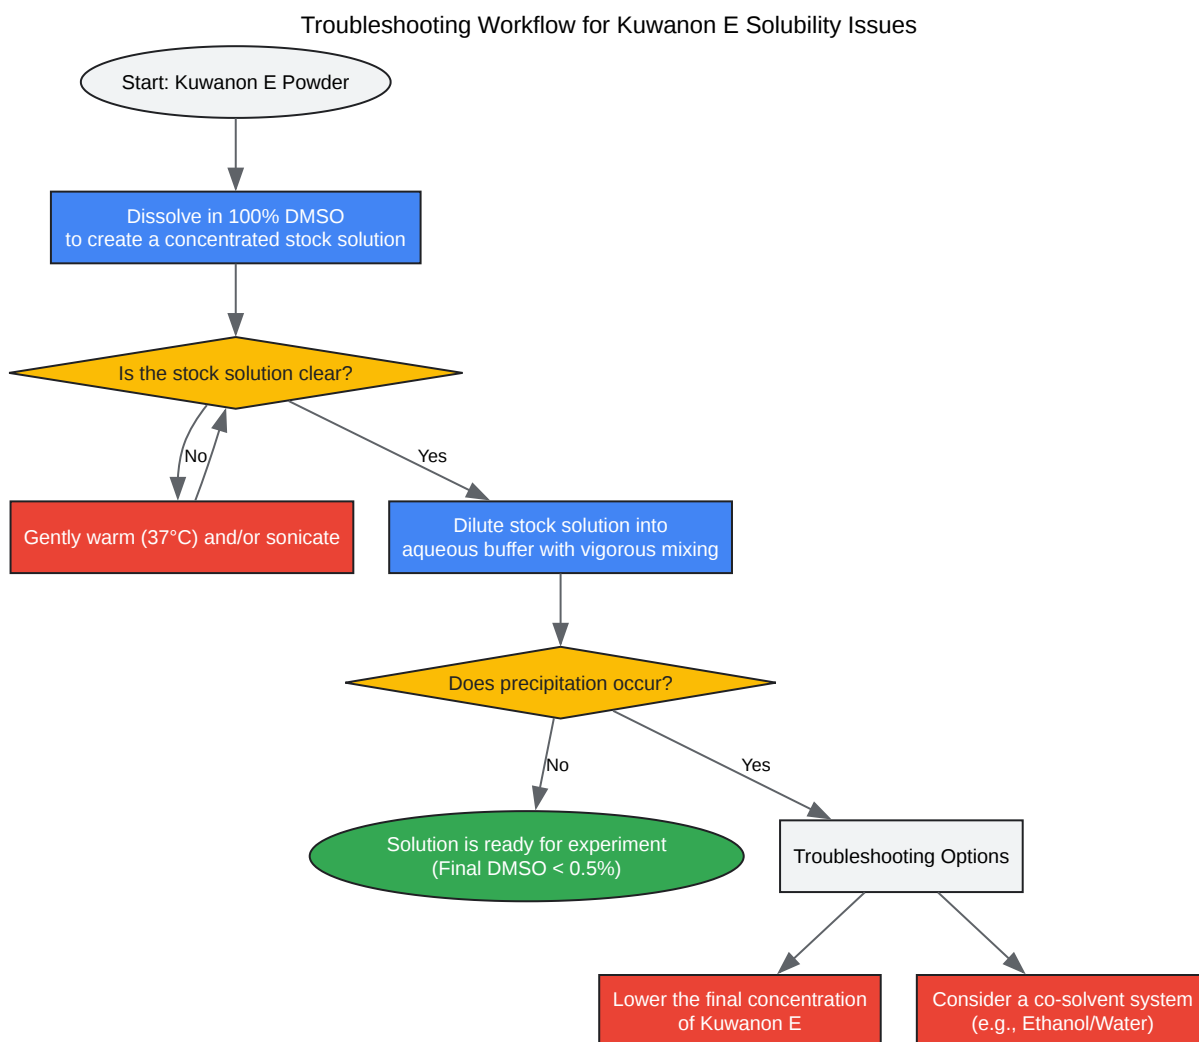 Troubleshooting Workflow for Kuwanon E Solubility Issues
Start: Kuwanon E Powder
Dissolve in 100% DMSO
to create a concentrated stock solution
Is the stock solution clear?
No
Yes
Gently warm (37°C) and/or sonicate
Dilute stock solution into
aqueous buffer with vigorous mixing
Does precipitation occur?
No
Yes
Solution is ready for experiment
(Final DMSO < 0.5%)
Troubleshooting Options
Lower the final concentration
of Kuwanon E
Consider a co-solvent system
(e.g., Ethanol/Water)